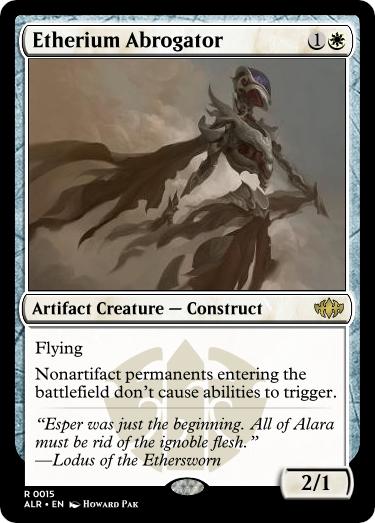 Etherium Abrogator
1
Artifact Creature — Construct
Flying
Nonartifact permanents entering the
battlefield don't cause abilities to trigger.
“Esper was just the beginning. All of Alara
must be rid of the ignoble flesh.”
—Lodus of the Ethersworn
2/1
R 0015
ALR • EN Howard Pak